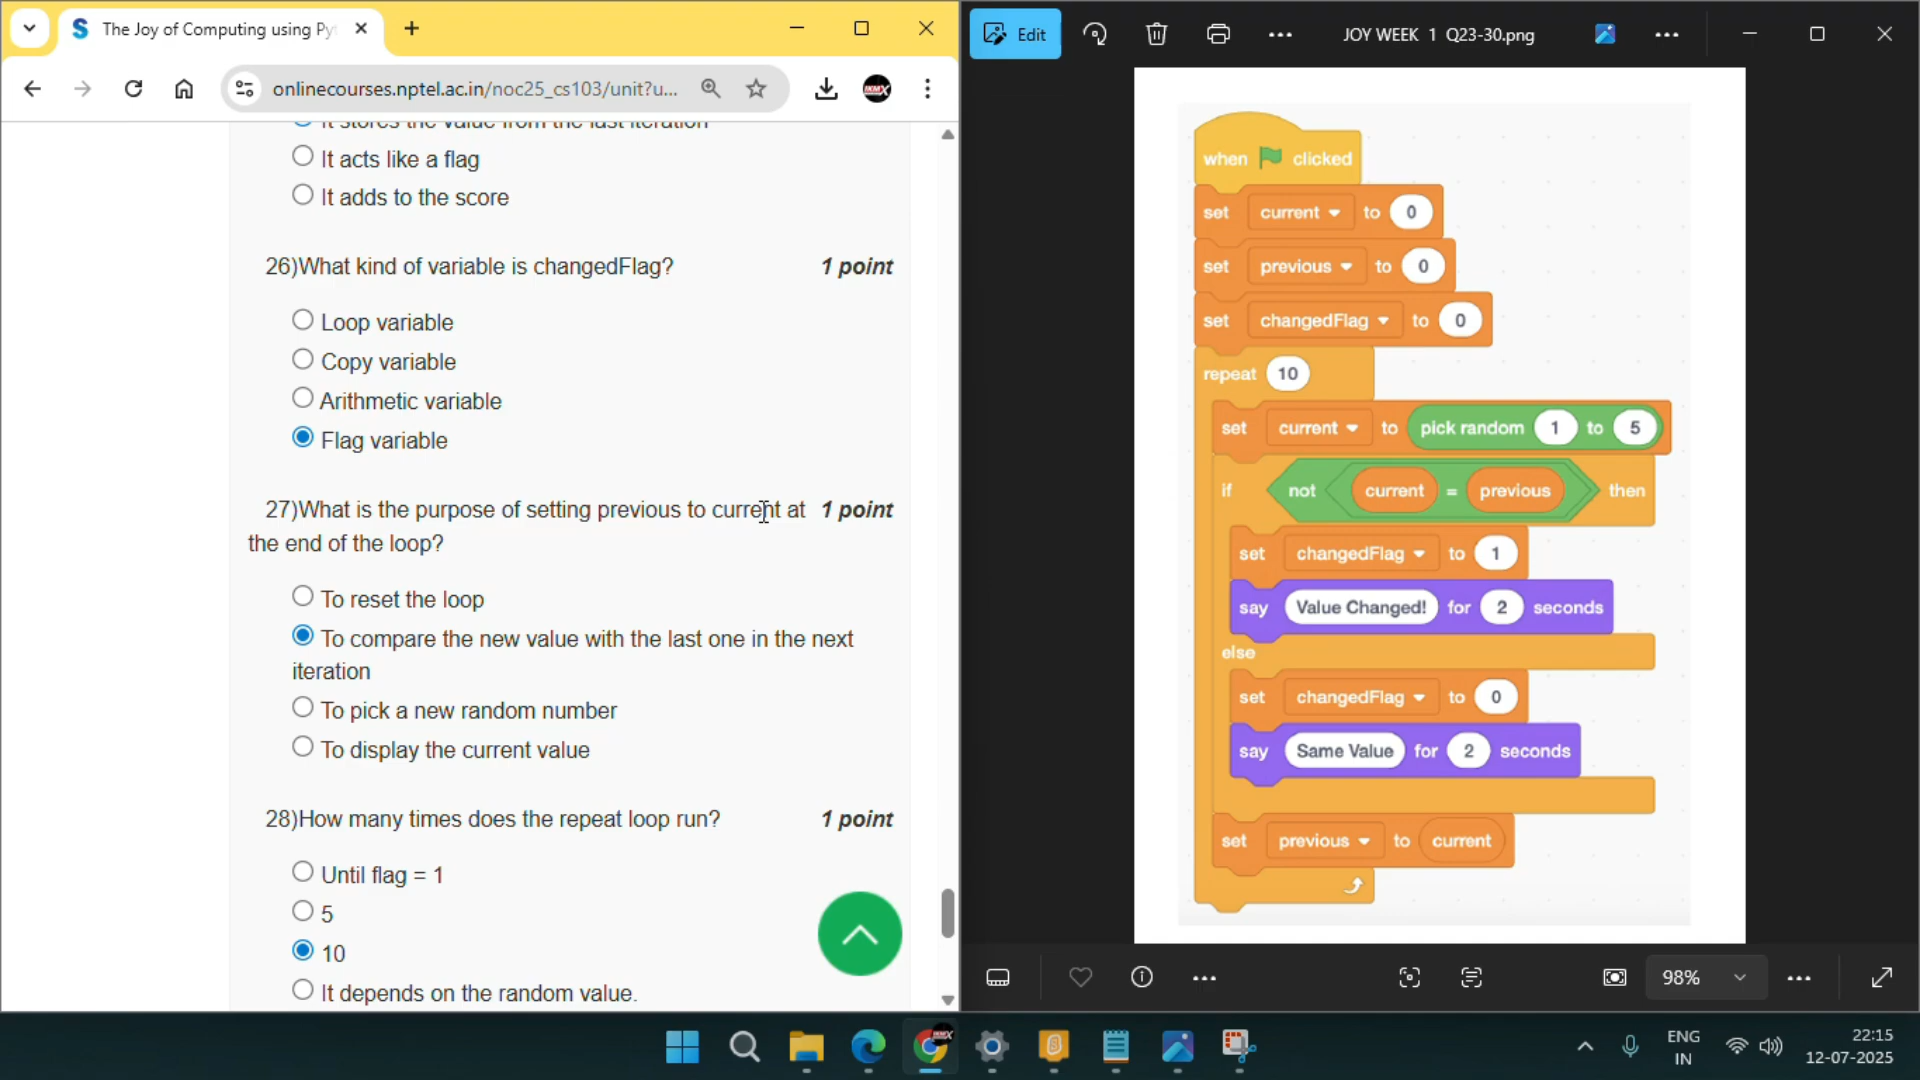 The Joy of Computing using Py
onlinecourses.nptel.ac.in/noc25_cs103/unit?u...
It stores the value from the last iteration
It acts like a flag
It adds to the score
26)What kind of variable is changedFlag? 1 point
Loop variable
Copy variable
Arithmetic variable
Flag variable
27)What is the purpose of setting previous to current at 1 point
the end of the loop?
To reset the loop
To compare the new value with the last one in the next
iteration
To pick a new random number
To display the current value
28)How many times does the repeat loop run? 1 point
Until flag = 1
5
10
It depends on the random value.
Edit
JOY WEEK 1 Q23-30.png
when clicked
set current to 0
set previous to 0
set changedFlag to 0
repeat 10
set current to pick random 1 to 5
if not current = previous then
set changedFlag to 1
say Value Changed! for 2 seconds
else
set changedFlag to 0
say Same Value for 2 seconds
set previous to current
98%
ENG
IN
22:15
12-07-2025